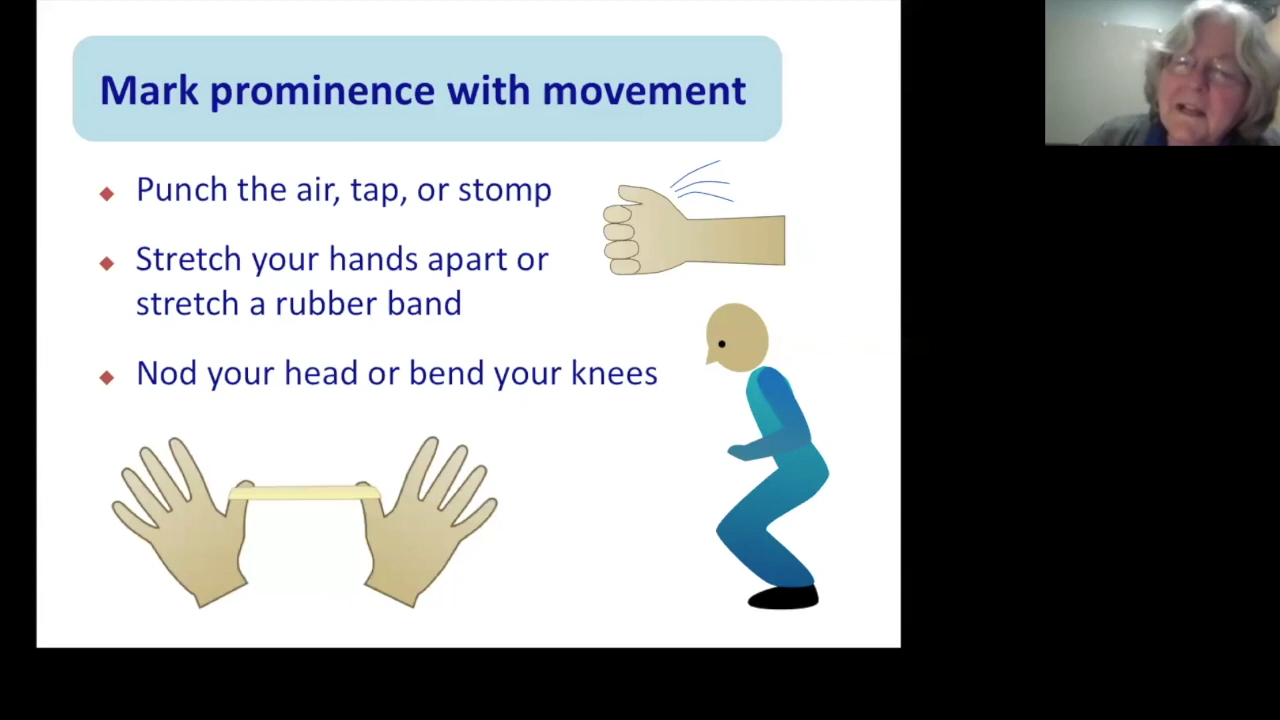 Mark prominence with movement
Punch the air, tap, or stomp
Stretch your hands apart or
stretch a rubber band
Nod your head or bend your knees